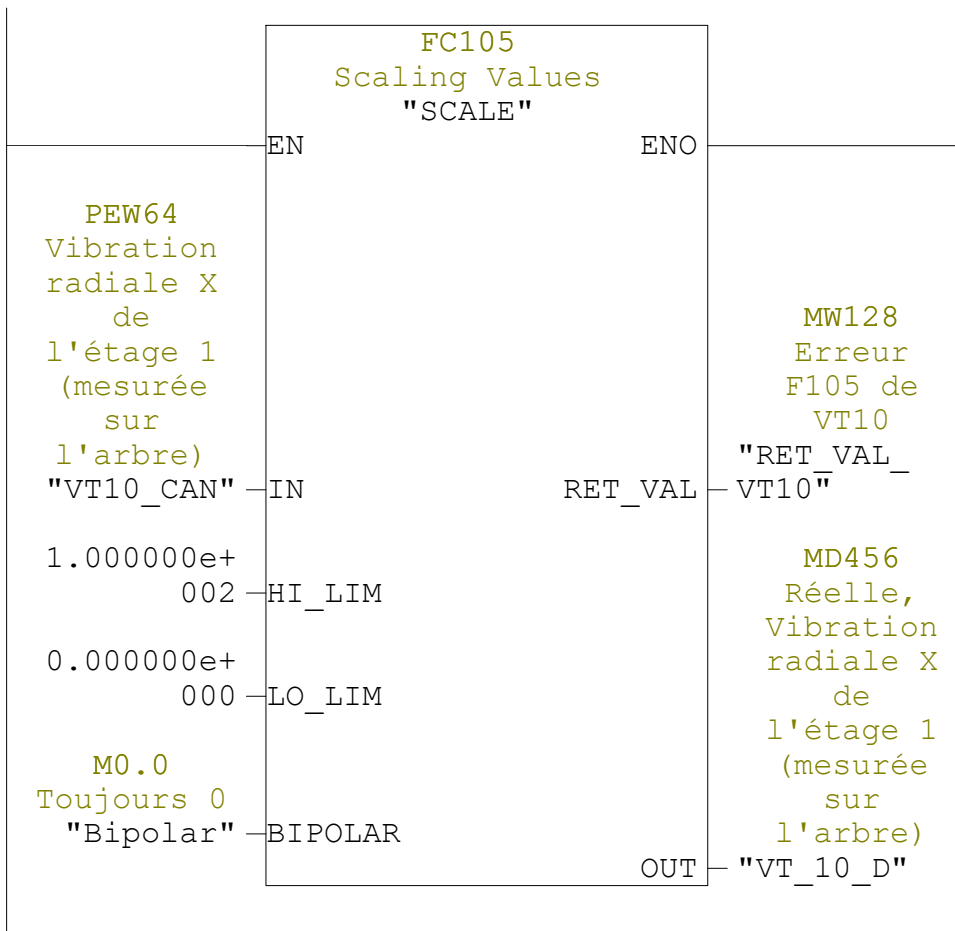 FC105
Scaling Values
"SCALE"
EN
ENO
PEW64
Vibration
radiale X
de
l'étage 1
(mesurée
sur
l'arbre)
"VT10_CAN"
IN
MW128
Erreur
F105 de
VT10
"RET_VAL_
VT10"
RET_VAL
1.000000e+
002
HI_LIM
0.000000e+
000
LO_LIM
M0.0
Toujours 0
"Bipolar"
BIPOLAR
MD456
Réelle,
Vibration
radiale X
de
l'étage 1
(mesurée
sur
l'arbre)
OUT
"VT_10_D"